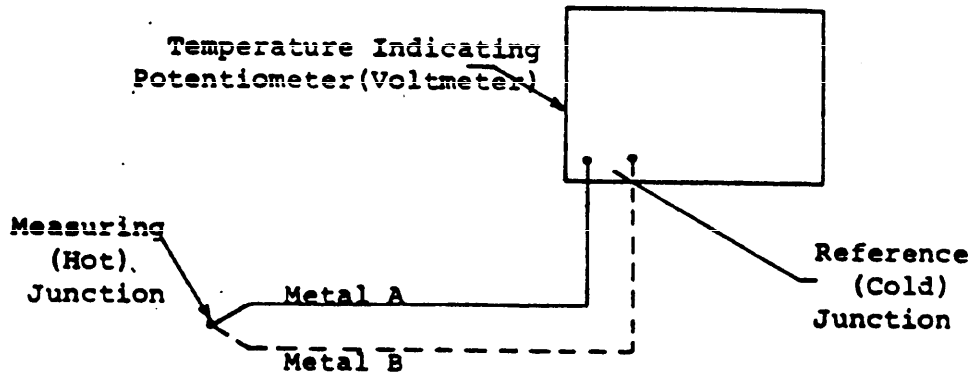 Temperature Indicating
Potentiometer(Voltmeter)
Measuring
(Hot).
Junction
Metal A
Metal B
Reference
(Cold)
Junction